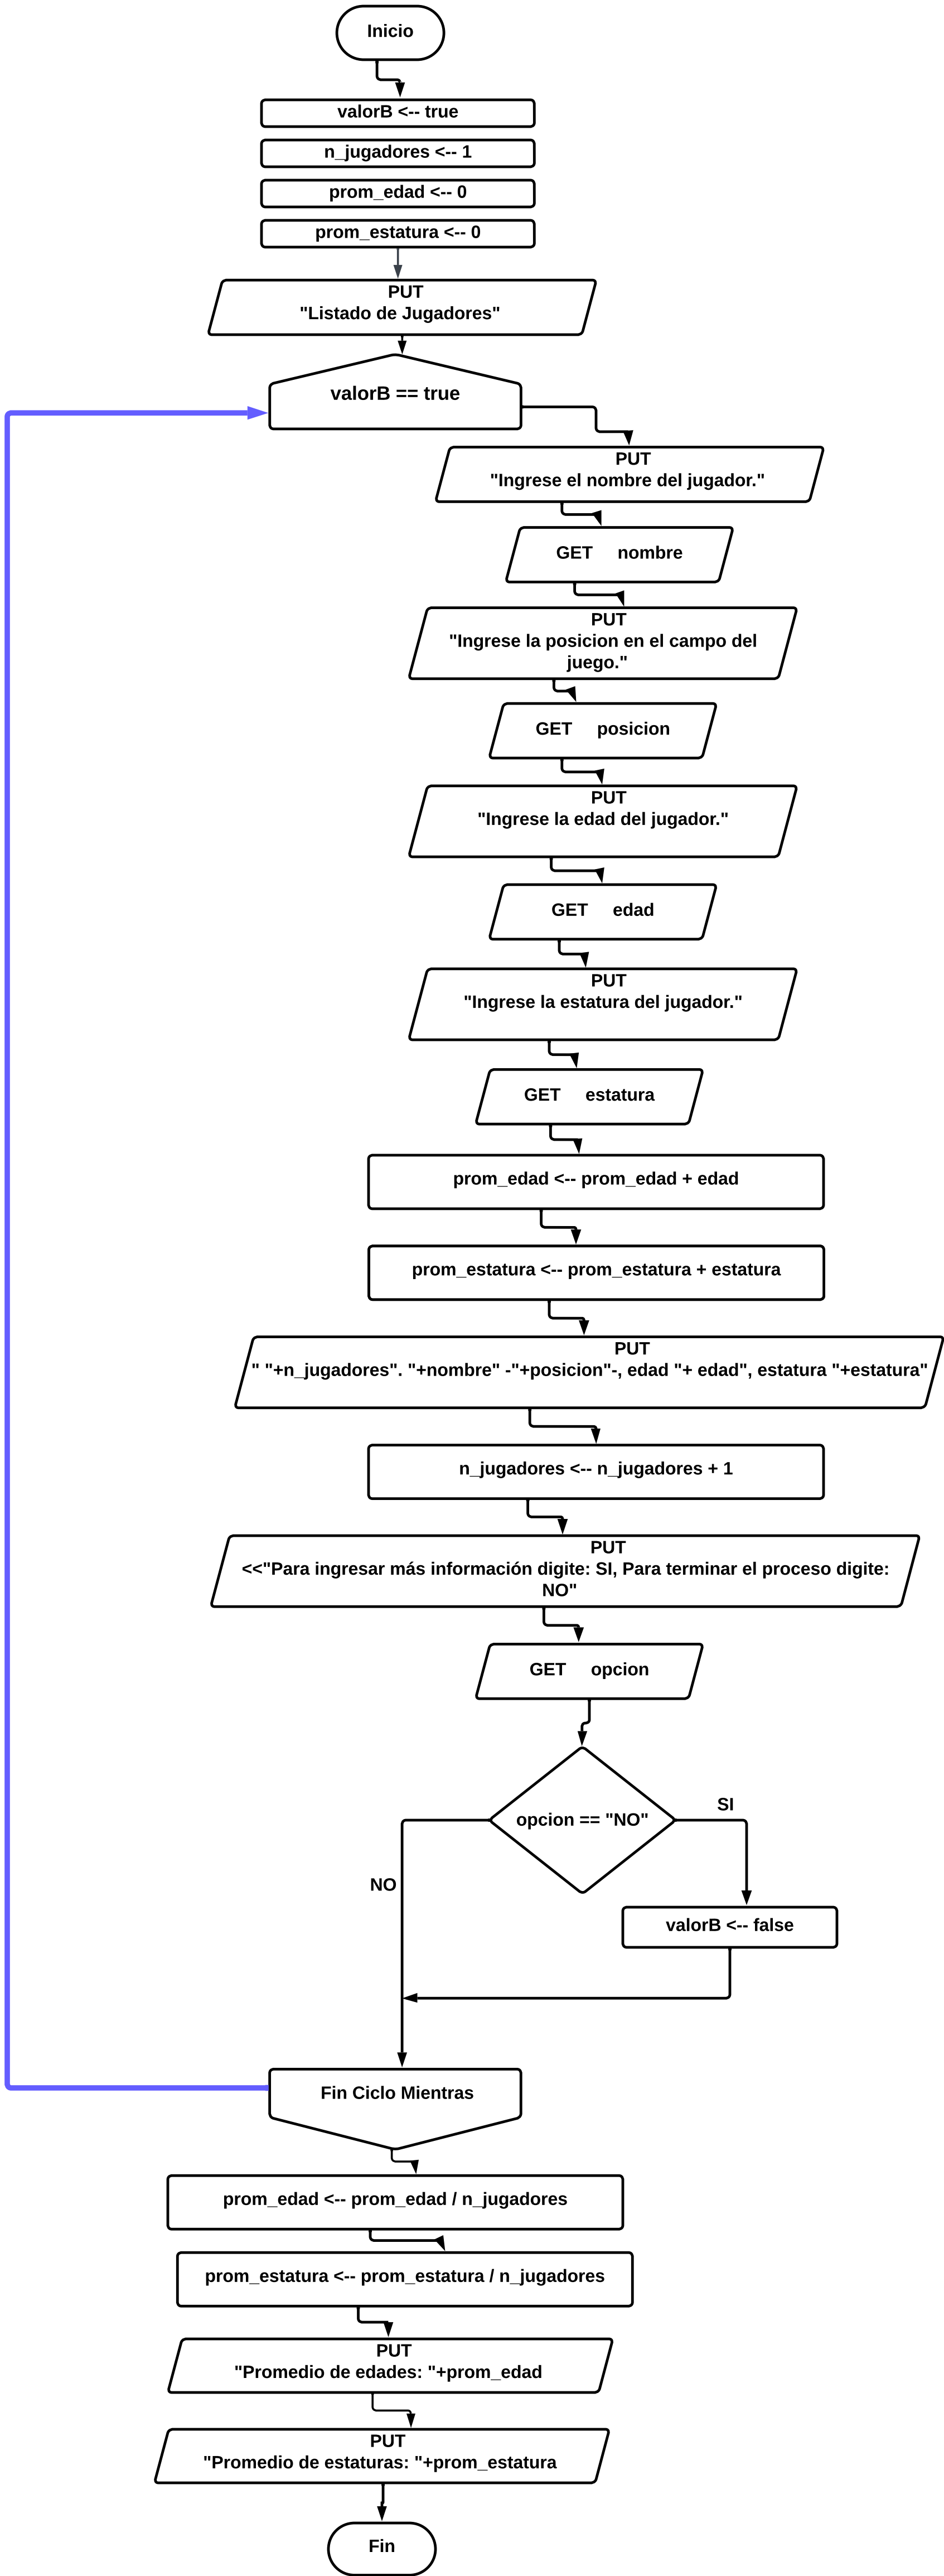 Inicio
valorB <-- true
n_jugadores <-- 1
prom_edad <-- 0
prom_estatura <-- 0
PUT
"Listado de Jugadores"
valorB == true
PUT
"Ingrese el nombre del jugador."
GET nombre
PUT
"Ingrese la posicion en el campo del
juego."
GET posicion
PUT
"Ingrese la edad del jugador."
GET edad
PUT
"Ingrese la estatura del jugador."
GET estatura
prom_edad <-- prom_edad + edad
prom_estatura <-- prom_estatura + estatura
PUT
" "+n_jugadores". "+nombre" -"+posicion"-, edad "+ edad", estatura "+estatura"
n_jugadores <-- n_jugadores + 1
PUT
<<"Para ingresar más información digite: SI, Para terminar el proceso digite:
NO"
GET opcion
opcion == "NO"
SI
NO
valorB <-- false
Fin Ciclo Mientras
prom_edad <-- prom_edad / n_jugadores
prom_estatura <-- prom_estatura / n_jugadores
PUT
"Promedio de edades: "+prom_edad
PUT
"Promedio de estaturas: "+prom_estatura
Fin